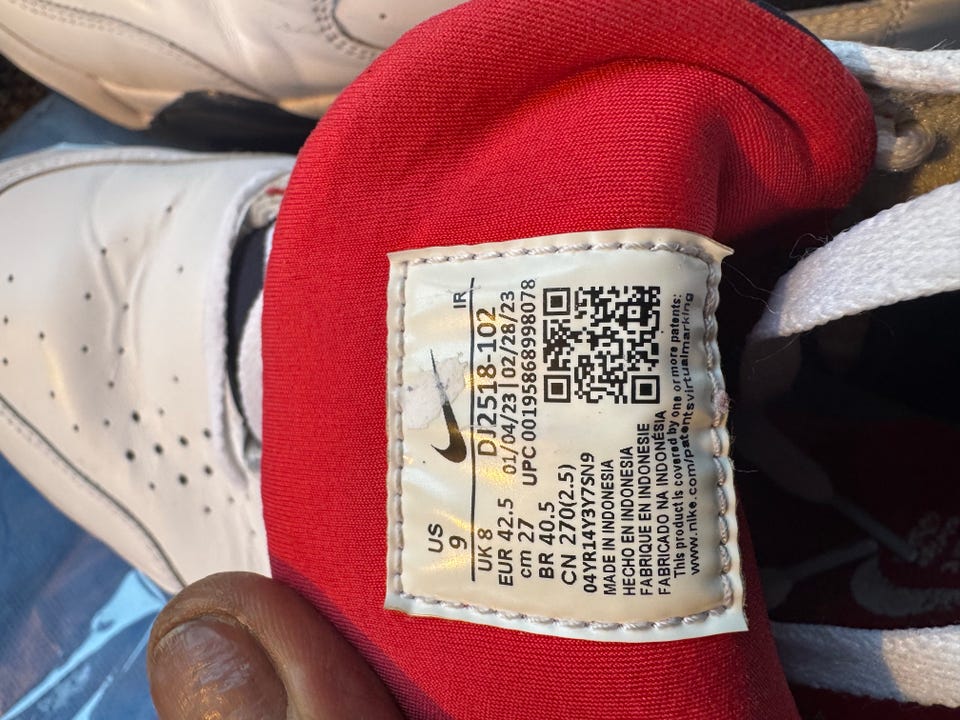 US
9
IR
UK 8
DJ2518-102
EUR 42.5
01/04/23 | 02/28/23
cm 27
UPC 00195868998078
BR 40.5
CN 270(2.5)
04YR14Y3Y7SN9
MADE IN INDONESIA
HECHO EN INDONESIA
FABRIQUE EN INDONESIE
FABRICADO NA INDONÉSIA
This product is covered by one or more patents:
www.nike.com/patentsvirtualmarking